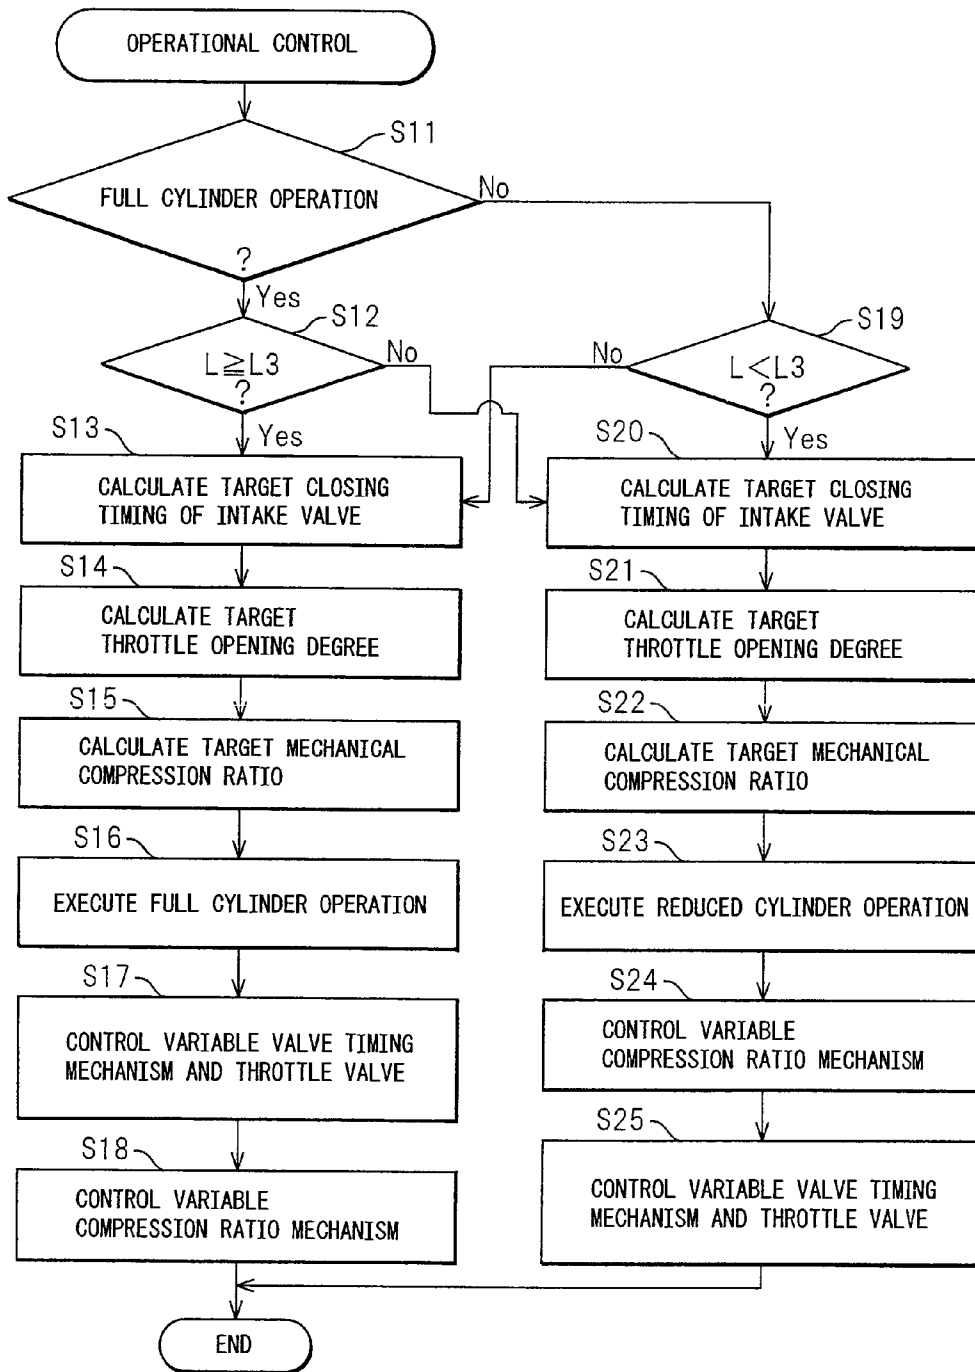 OPERATIONAL CONTROL
S11
FULL CYLINDER OPERATION
?
No
Yes
S12
L≧L3
?
No
Yes
S19
L<L3
?
No
Yes
S13
CALCULATE TARGET CLOSING
TIMING OF INTAKE VALVE
S14
CALCULATE TARGET
THROTTLE OPENING DEGREE
S15
CALCULATE TARGET MECHANICAL
COMPRESSION RATIO
S16
EXECUTE FULL CYLINDER OPERATION
S17
CONTROL VARIABLE VALVE TIMING
MECHANISM AND THROTTLE VALVE
S18
CONTROL VARIABLE
COMPRESSION RATIO MECHANISM
S20
CALCULATE TARGET CLOSING
TIMING OF INTAKE VALVE
S21
CALCULATE TARGET
THROTTLE OPENING DEGREE
S22
CALCULATE TARGET MECHANICAL
COMPRESSION RATIO
S23
EXECUTE REDUCED CYLINDER OPERATION
S24
CONTROL VARIABLE
COMPRESSION RATIO MECHANISM
S25
CONTROL VARIABLE VALVE TIMING
MECHANISM AND THROTTLE VALVE
END